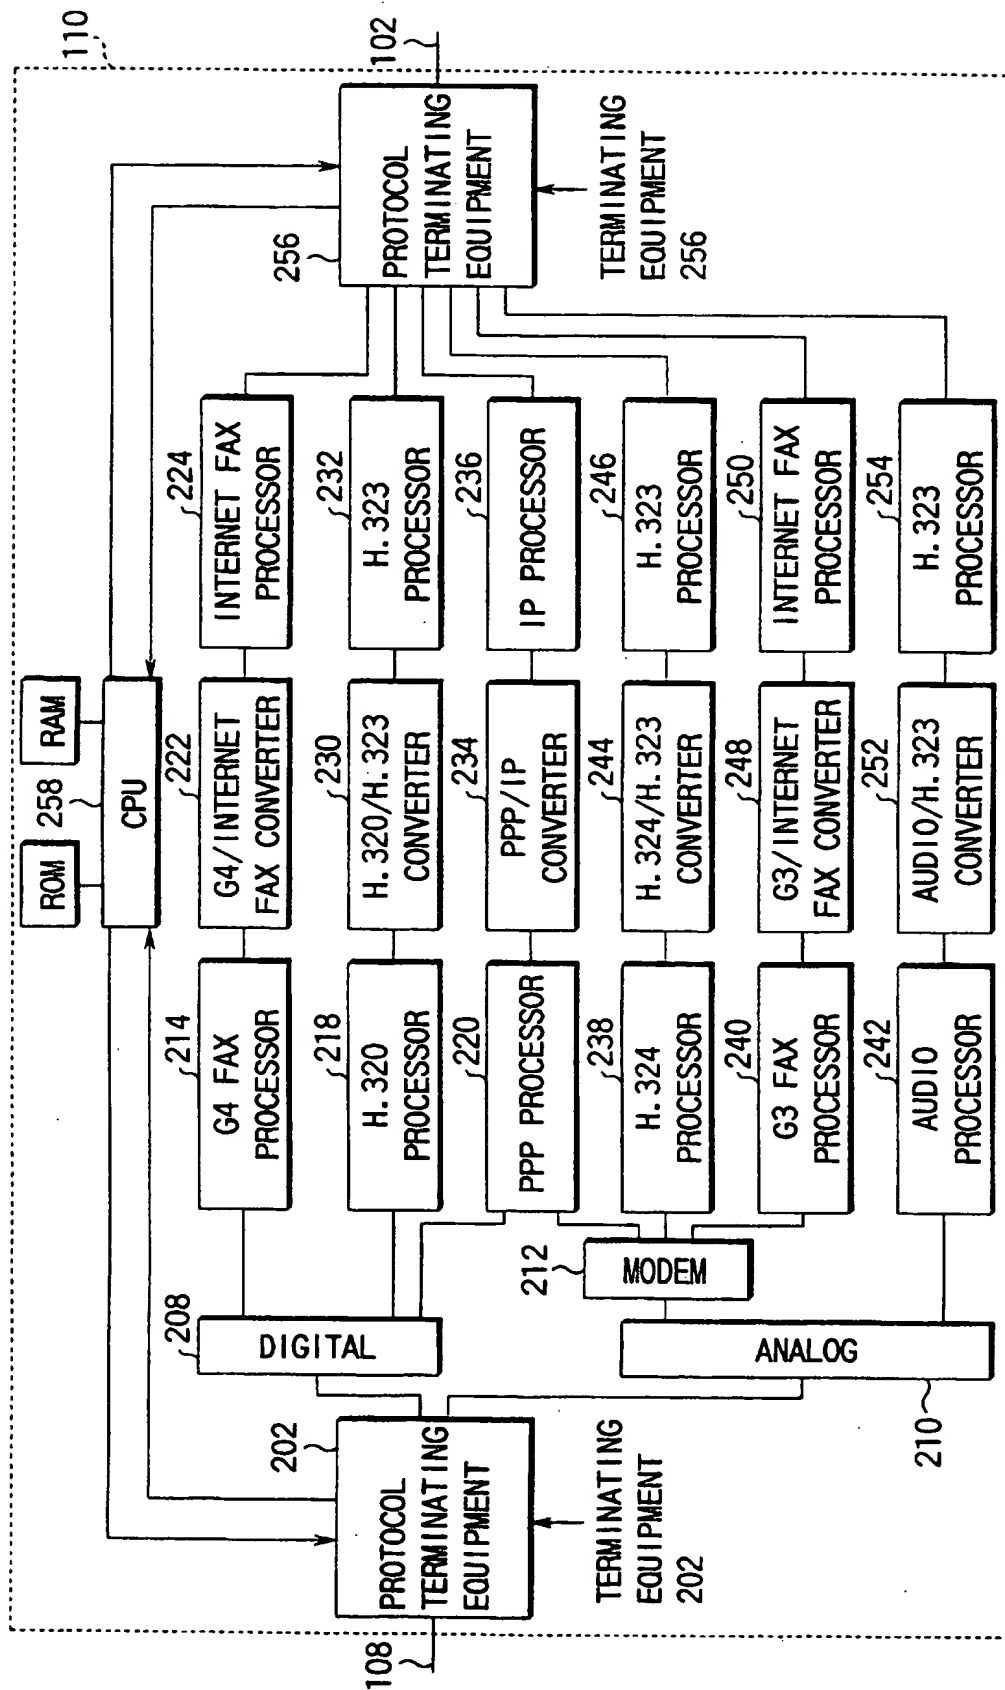 110
ROM
258
RAM
CPU
108
202
PROTOCOL
TERMINATING
EQUIPMENT
TERMINATING
EQUIPMENT
202
208
DIGITAL
ANALOG
210
212
MODEM
214
G4 FAX
PROCESSOR
222
G4/INTERNET
FAX CONVERTER
224
INTERNET FAX
PROCESSOR
218
H.320
PROCESSOR
230
H.320/H.323
CONVERTER
232
H.323
PROCESSOR
220
PPP PROCESSOR
234
PPP/IP
CONVERTER
236
IP PROCESSOR
238
H.324
PROCESSOR
244
H.324/H.323
CONVERTER
246
H.323
PROCESSOR
240
G3 FAX
PROCESSOR
248
G3/INTERNET
FAX CONVERTER
250
INTERNET FAX
PROCESSOR
242
AUDIO
PROCESSOR
252
AUDIO/H.323
CONVERTER
254
H.323
PROCESSOR
256
PROTOCOL
TERMINATING
EQUIPMENT
102
TERMINATING
EQUIPMENT
256